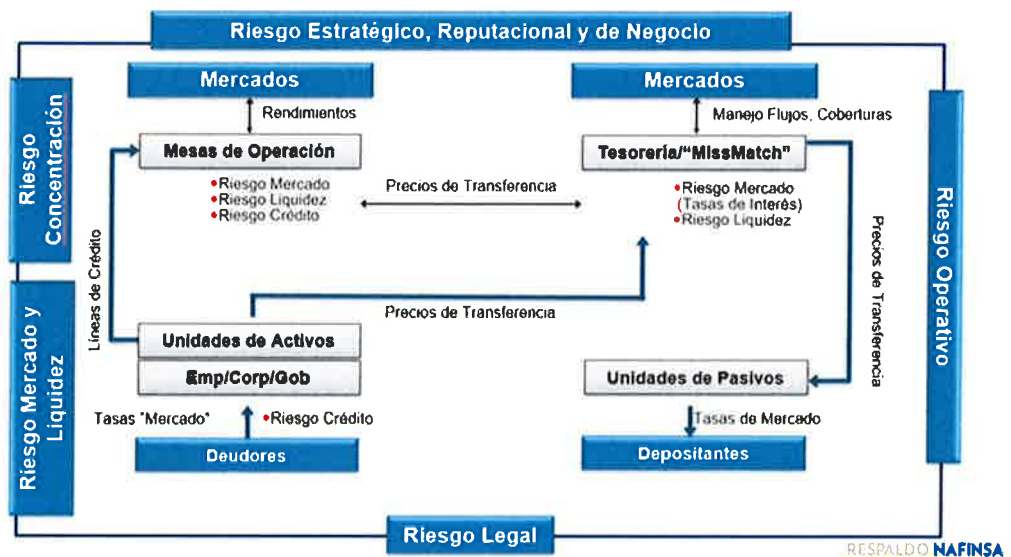 Riesgo Estratégico, Reputacional y de Negocio
Mercados
Mercados
Rendimientos
Manejo Flujos, Coberturas
Mesas de Operación
Tesorería/"MissMatch"
•Riesgo Mercado
•Riesgo Liquidez
•Riesgo Crédito
Precios de Transferencia
•Riesgo Mercado
(Tasas de Interés)
•Riesgo Liquidez
Riesgo
Concentración
Líneas de Crédito
Precios de Transferencia
Riesgo Operativo
Precios de Transferencia
Riesgo Mercado y
Liquidez
Unidades de Activos
Emp/Corp/Gob
Unidades de Pasivos
Tasas "Mercado"
•Riesgo Crédito
Tasas de Mercado
Deudores
Depositantes
Riesgo Legal
RESPALDO NAFINSA